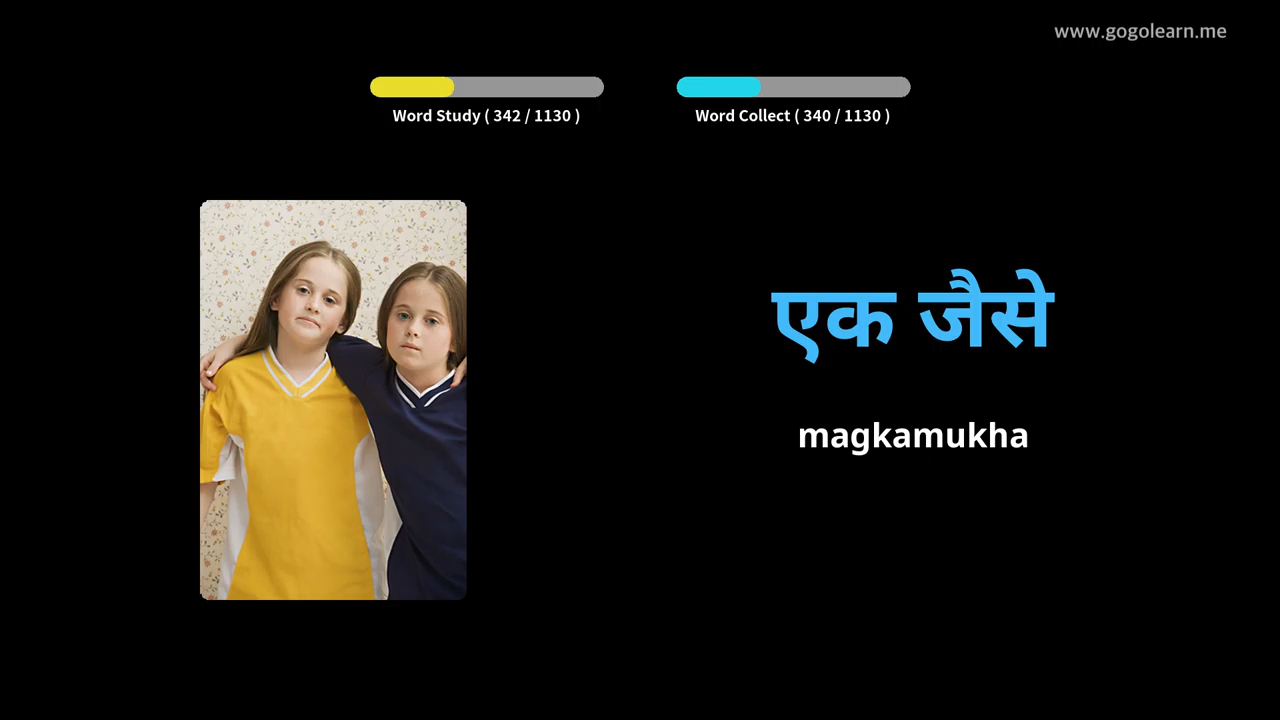 www.gogolearn.me
Word Study ( 342 / 1130 )
Word Collect ( 340 / 1130 )
एक जैसे
magkamukha